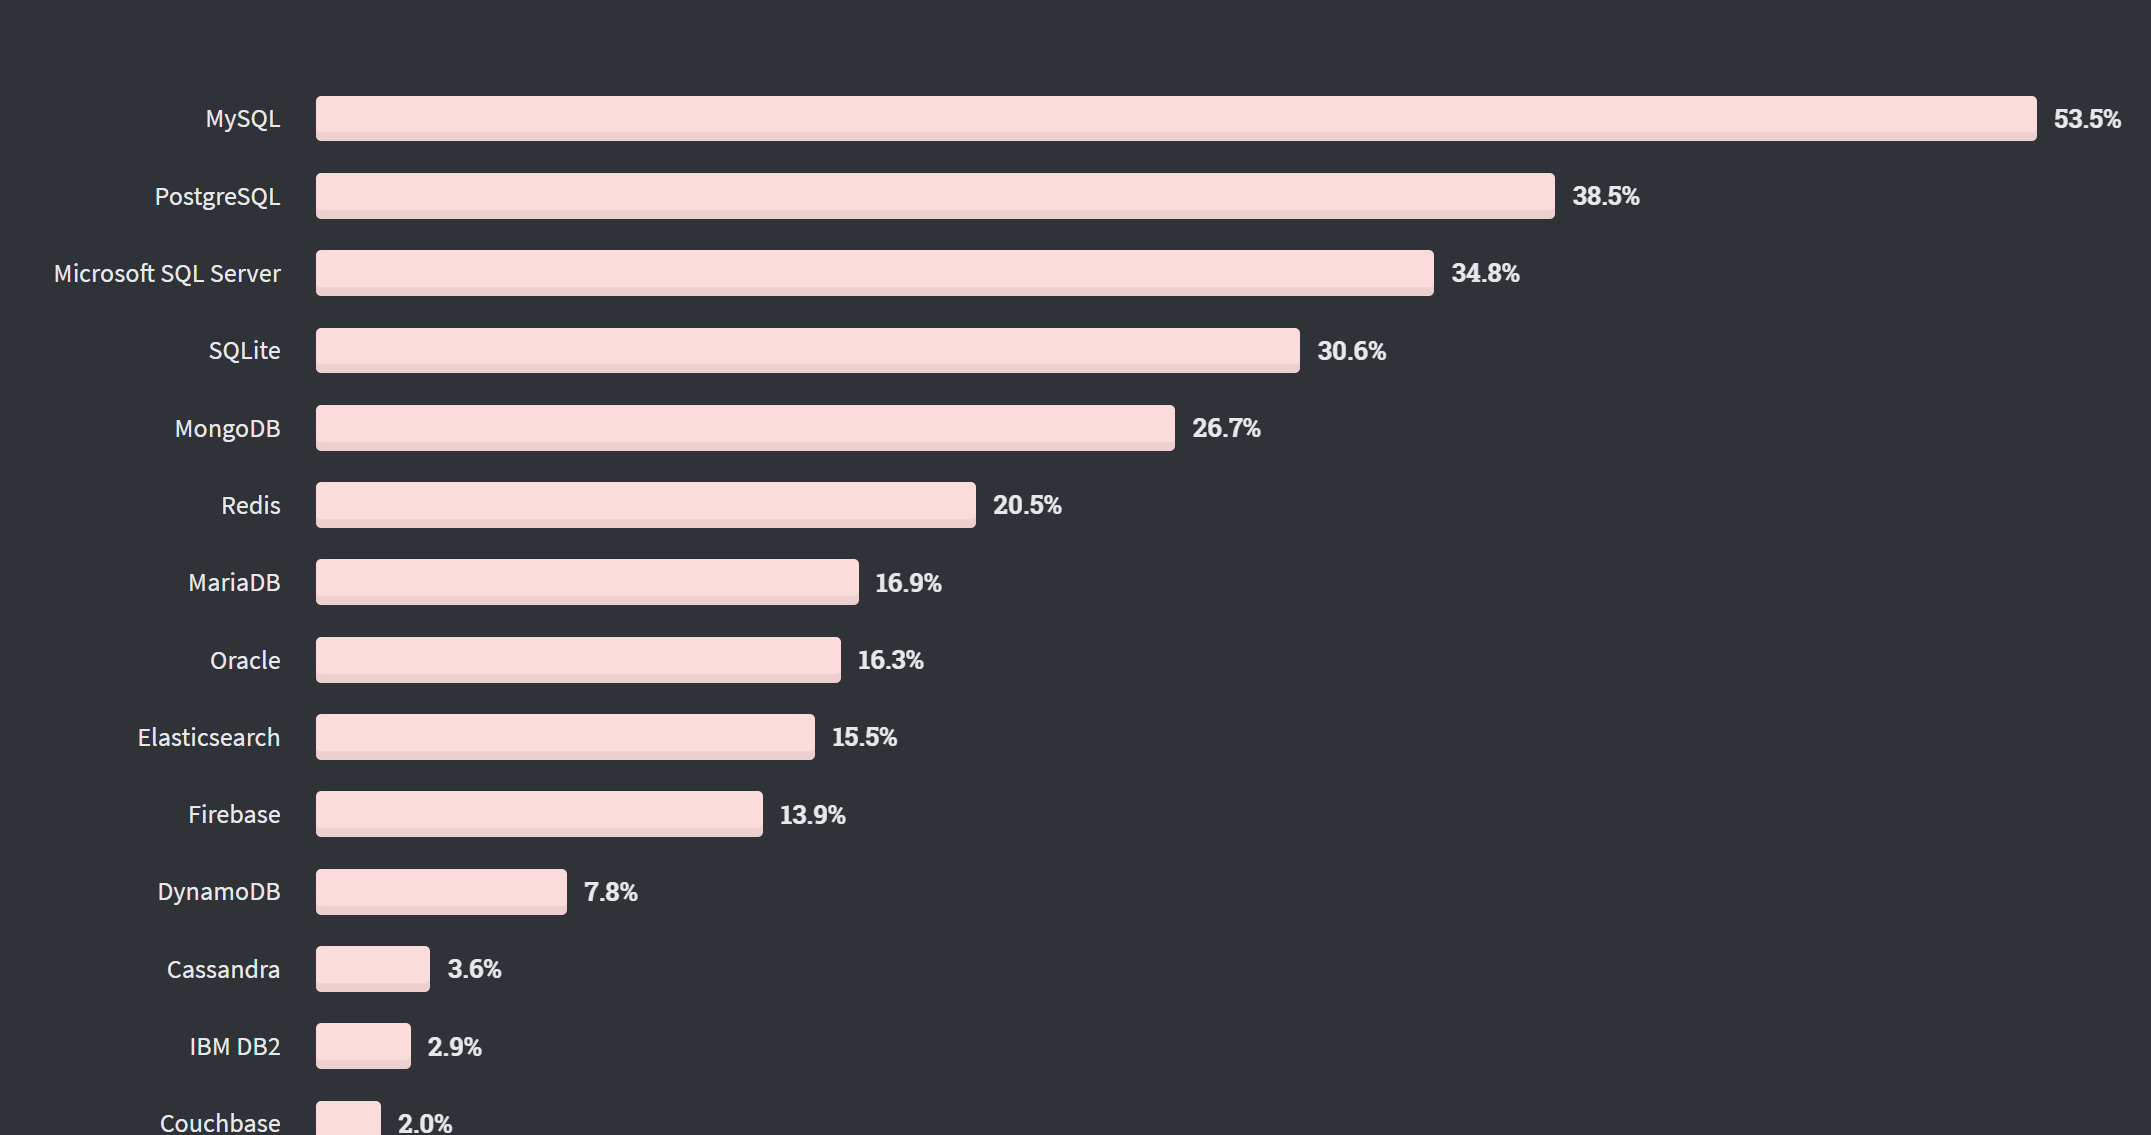 MySQL 53.5%
PostgreSQL 38.5%
Microsoft SQL Server 34.8%
SQLite 30.6%
MongoDB 26.7%
Redis 20.5%
MariaDB 16.9%
Oracle 16.3%
Elasticsearch 15.5%
Firebase 13.9%
DynamoDB 7.8%
Cassandra 3.6%
IBM DB2 2.9%
Couchbase 2.0%